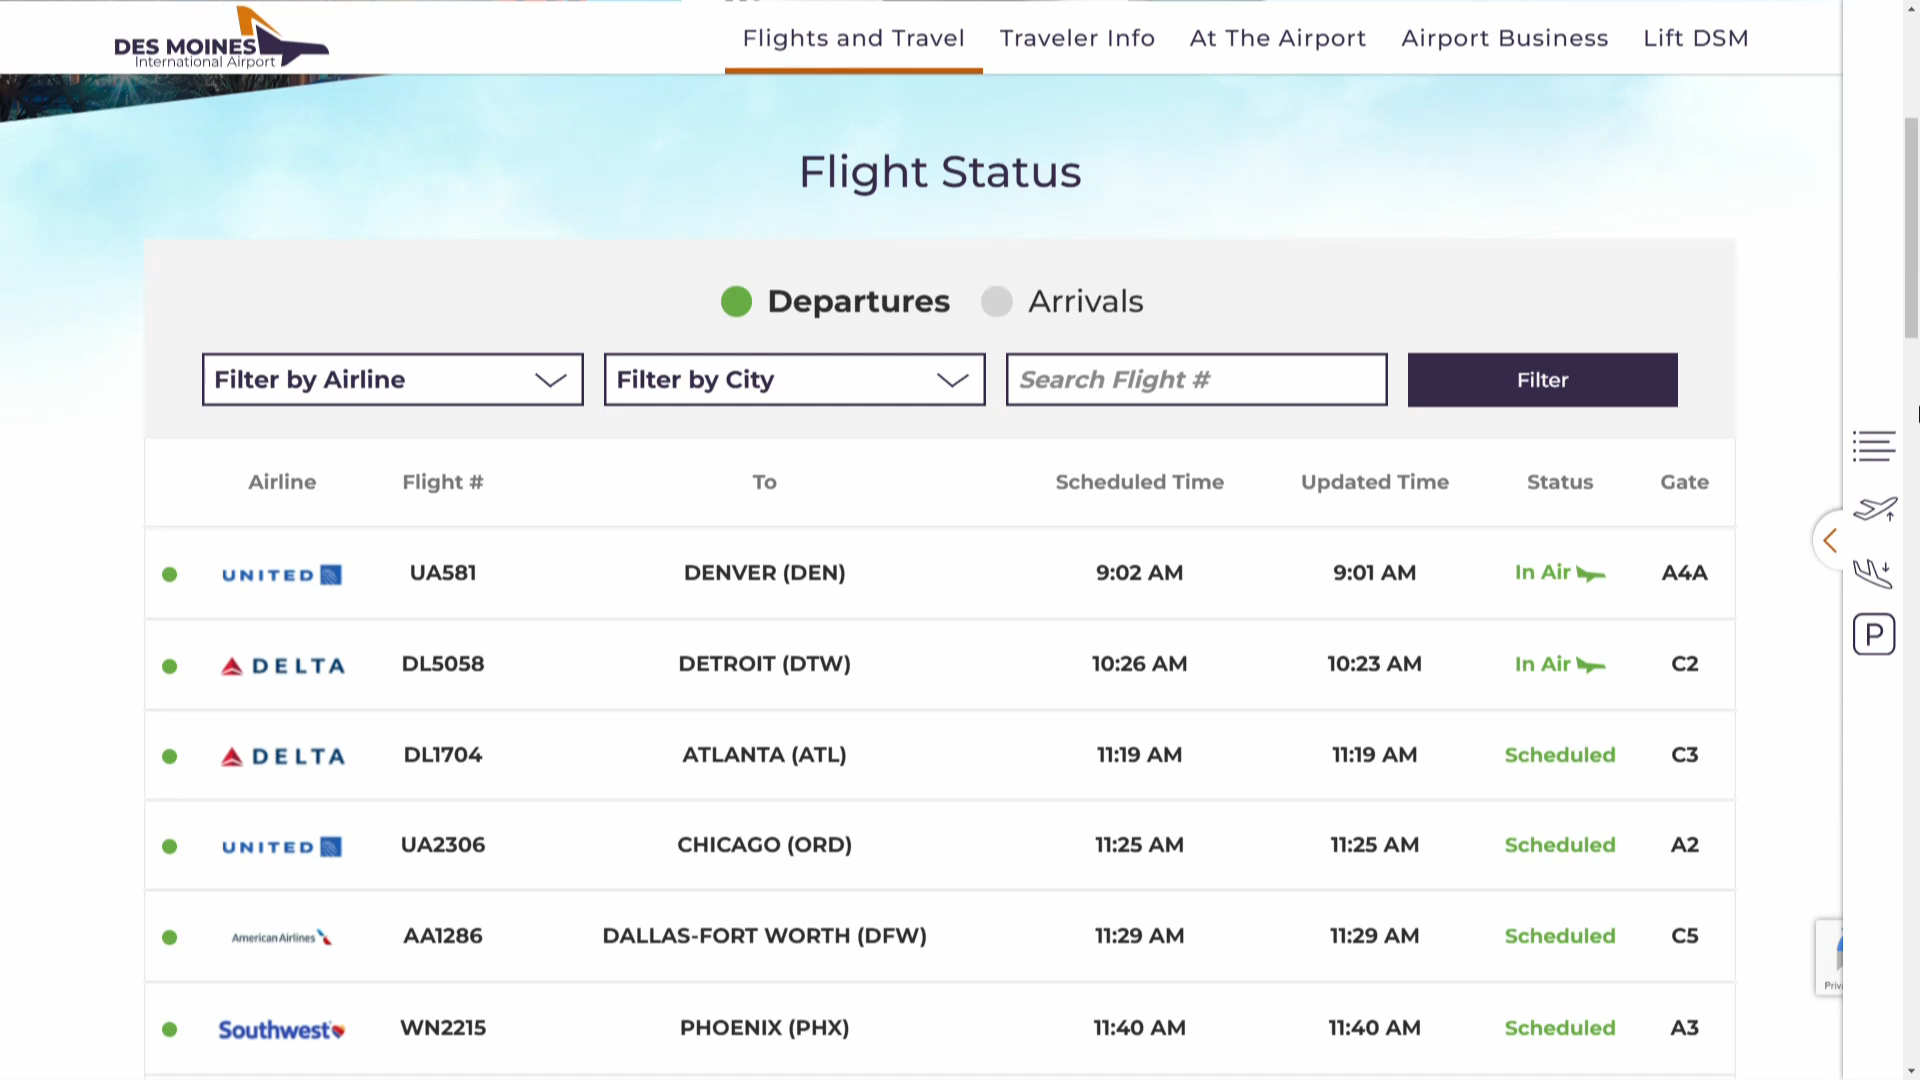 DES MOINES
International Airport
Flights and Travel
Traveler Info
At The Airport
Airport Business
Lift DSM
Flight Status
Departures
Arrivals
Filter by Airline
Filter by City
Search Flight #
Filter
Airline Flight # To Scheduled Time Updated Time Status Gate
UNITED UA581 DENVER (DEN) 9:02 AM 9:01 AM In Air A4A
DELTA DL5058 DETROIT (DTW) 10:26 AM 10:23 AM In Air C2
DELTA DL1704 ATLANTA (ATL) 11:19 AM 11:19 AM Scheduled C3
UNITED UA2306 CHICAGO (ORD) 11:25 AM 11:25 AM Scheduled A2
American Airlines AA1286 DALLAS-FORT WORTH (DFW) 11:29 AM 11:29 AM Scheduled C5
Southwest WN2215 PHOENIX (PHX) 11:40 AM 11:40 AM Scheduled A3
P